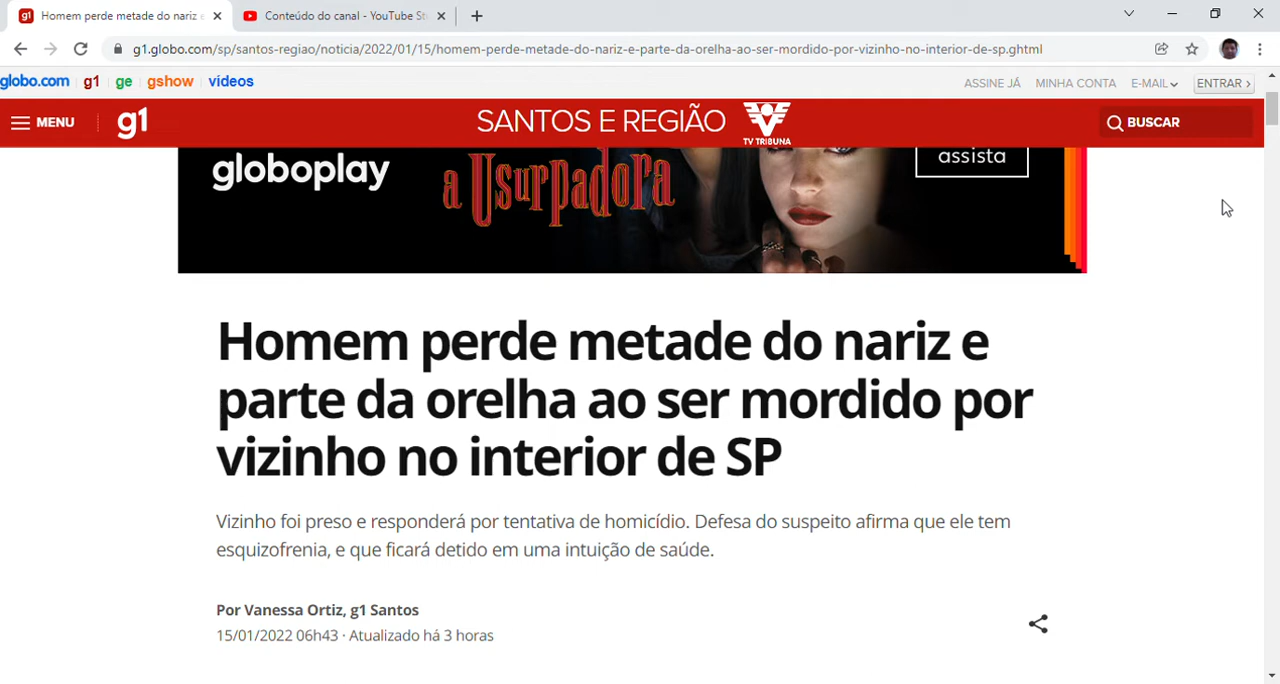 Homem perde metade do nariz e
Conteúdo do canal - YouTube St
g1.globo.com/sp/santos-regiao/noticia/2022/01/15/homem-perde-metade-do-nariz-e-parte-da-orelha-ao-ser-mordido-por-vizinho-no-interior-de-sp.ghtml
globo.com g1 ge gshow vídeos
ASSINE JÁ MINHA CONTA E-MAIL ENTRAR
MENU g1 SANTOS E REGIÃO TV TRIBUNA BUSCAR
globoplay a Usurpadora assista
Homem perde metade do nariz e
parte da orelha ao ser mordido por
vizinho no interior de SP
Vizinho foi preso e responderá por tentativa de homicídio. Defesa do suspeito afirma que ele tem
esquizofrenia, e que ficará detido em uma intuição de saúde.
Por Vanessa Ortiz, g1 Santos
15/01/2022 06h43 · Atualizado há 3 horas